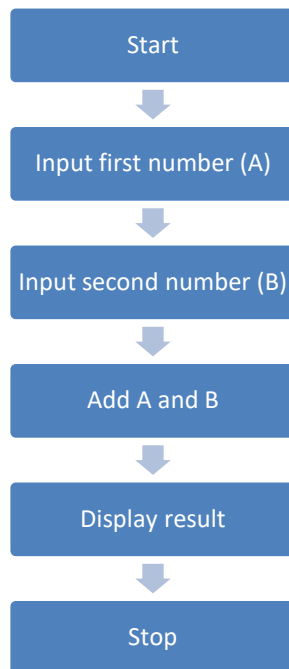 Start
Input first number (A)
Input second number (B)
Add A and B
Display result
Stop